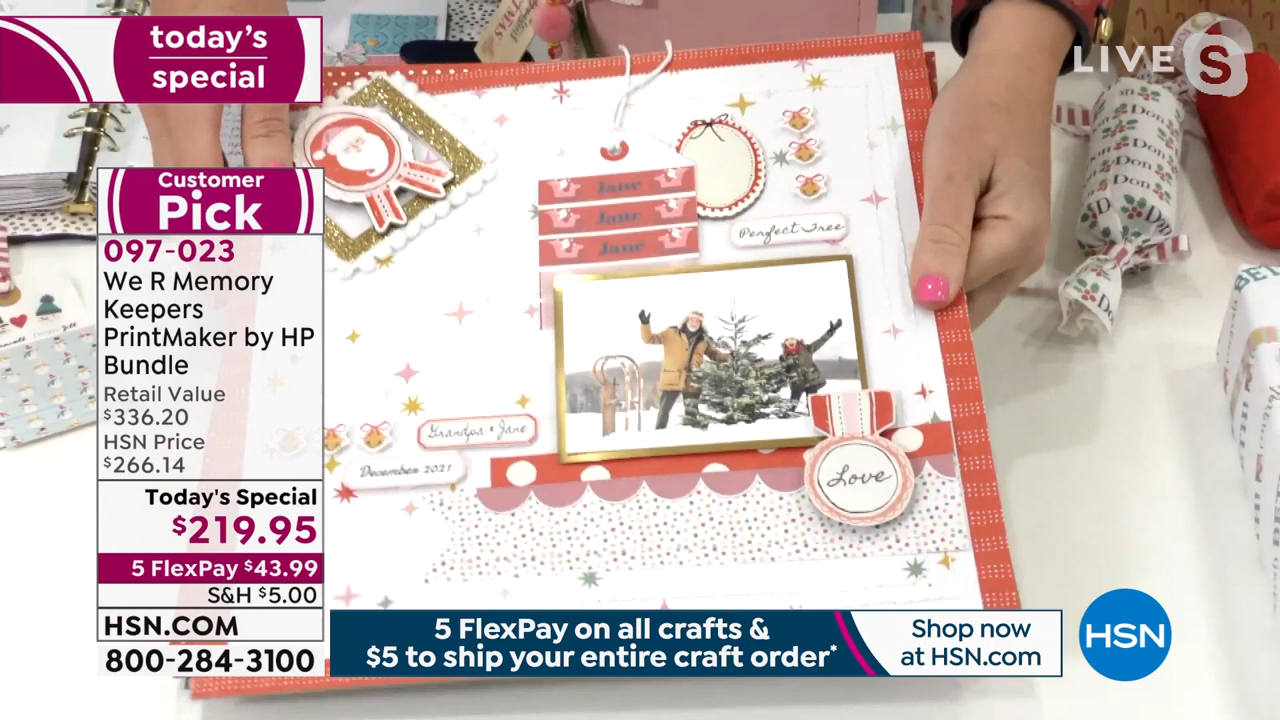 today's
special
LIVE S
Customer
Pick
097-023
We R Memory
Keepers
PrintMaker by HP
Bundle
Retail Value
$336.20
HSN Price
$266.14
Today's Special
$219.95
5 FlexPay $43.99
S&H $5.00
HSN.COM
800-284-3100
Jane
Jane
Jane
Perfect Tree
Grandpa & Jane
December 2021
Love
Don
Don
Don
5 FlexPay on all crafts &
$5 to ship your entire craft order*
Shop now
at HSN.com
HSN